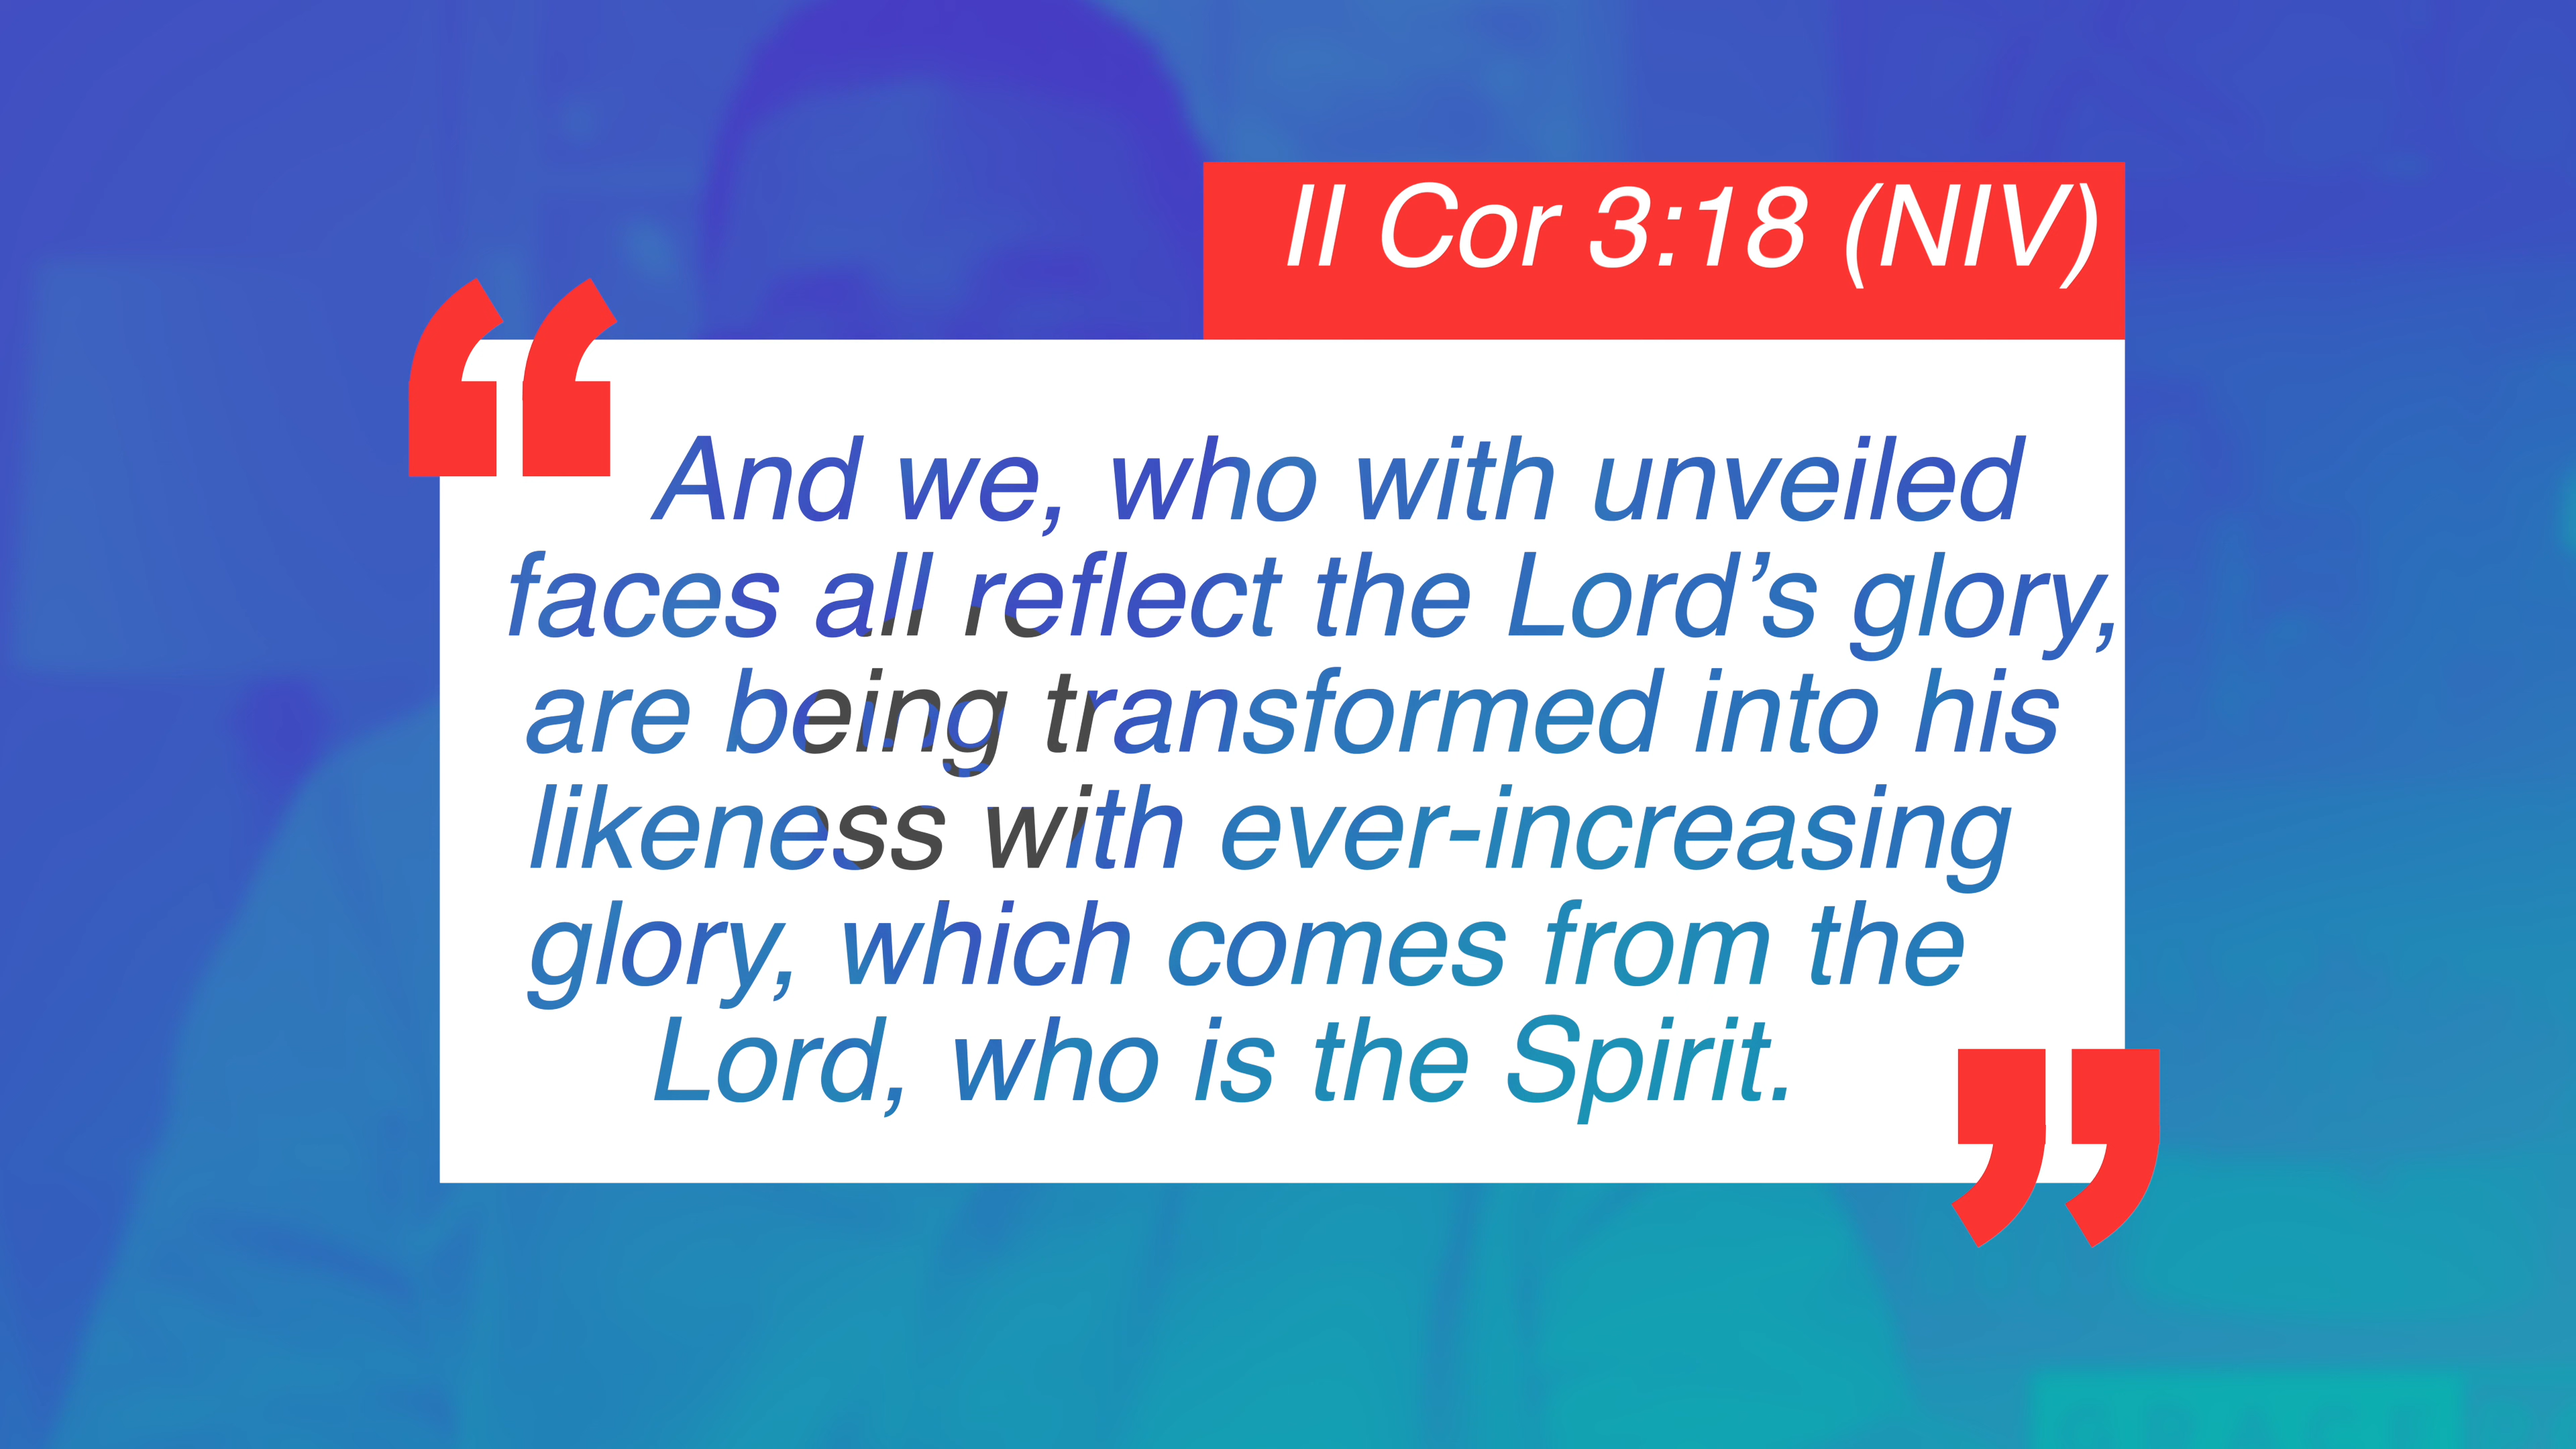 II Cor 3:18 (NIV)
“And we, who with unveiled
faces all reflect the Lord’s glory,
are being transformed into his
likeness with ever-increasing
glory, which comes from the
Lord, who is the Spirit.”